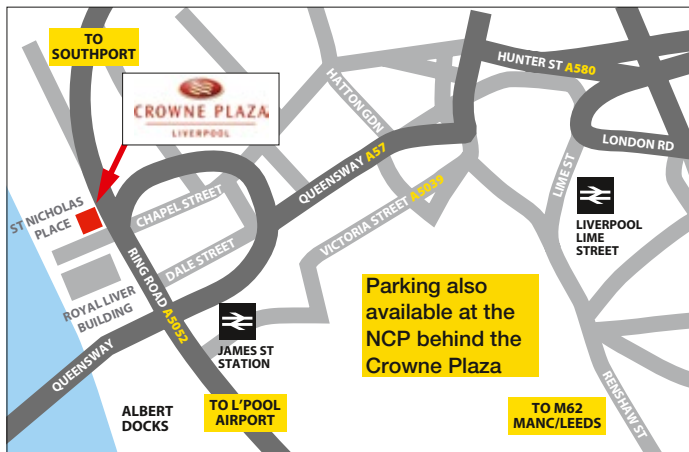 TO
SOUTHPORT
CROWNE PLAZA
LIVERPOOL
HUNTER ST A580
HATTON GDN
LONDON RD
QUEENSWAY A57
LIME ST
VICTORIA STREET A5039
CHAPEL STREET
ST NICHOLAS
PLACE
LIVERPOOL
LIME
STREET
DALE STREET
RING ROAD A5052
ROYAL LIVER
BUILDING
Parking also
available at the
NCP behind the
Crowne Plaza
JAMES ST
STATION
QUEENSWAY
RENSHAW ST
ALBERT
DOCKS
TO L'POOL
AIRPORT
TO M62
MANC/LEEDS